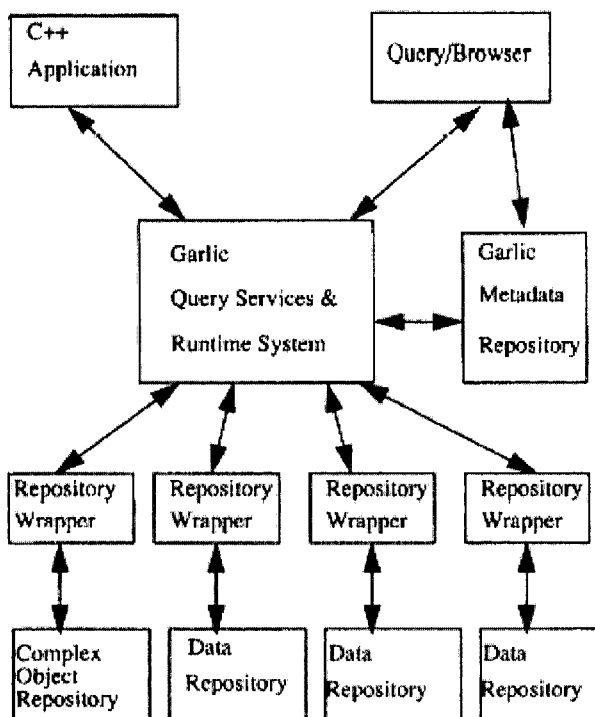 C++
Application
Query/Browser
Garlic
Query Services &
Runtime System
Garlic
Metadata
Repository
Repository
Wrapper
Repository
Wrapper
Repository
Wrapper
Repository
Wrapper
Complex
Object
Repository
Data
Repository
Data
Repository
Data
Repository